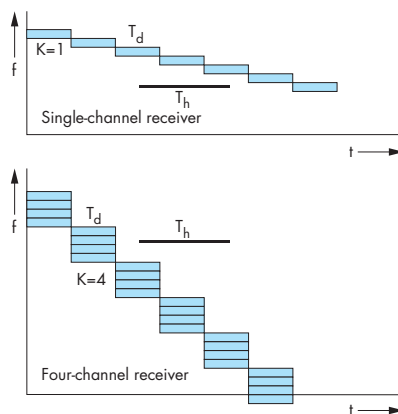 f
K=1
T_d
T_h
Single-channel receiver
t
f
T_d
T_h
K=4
Four-channel receiver
t